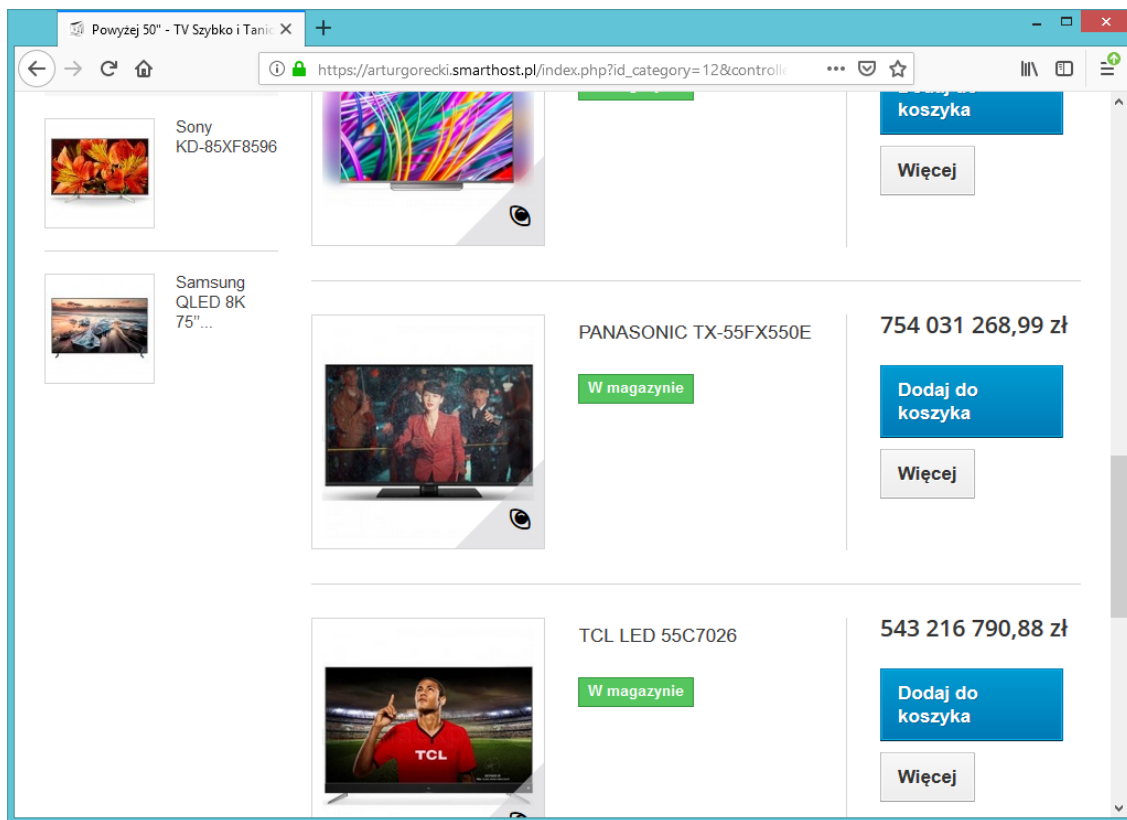 Powyżej 50" - TV Szybko i Tanio
https://arturgorecki.smarthost.pl/index.php?id_category=12&controlle
Sony
KD-85XF8596
Samsung
QLED 8K
75"...
koszyka
Więcej
PANASONIC TX-55FX550E
W magazynie
754 031 268,99 zł
Dodaj do
koszyka
Więcej
TCL LED 55C7026
W magazynie
543 216 790,88 zł
Dodaj do
koszyka
Więcej
TCL